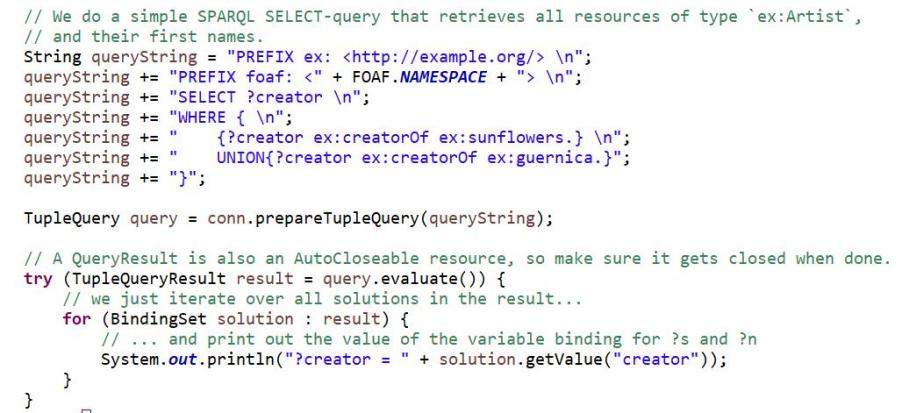 // We do a simple SPARQL SELECT-query that retrieves all resources of type `ex:Artist`,
// and their first names.
String queryString = "PREFIX ex: <http://example.org/> \n";
queryString += "PREFIX foaf: <" + FOAF.NAMESPACE + "> \n";
queryString += "SELECT ?creator \n";
queryString += "WHERE { \n";
queryString += "    {?creator ex:creatorOf ex:sunflowers.} \n";
queryString += "    UNION{?creator ex:creatorOf ex:guernica.}";
queryString += "}";

TupleQuery query = conn.prepareTupleQuery(queryString);

// A QueryResult is also an AutoCloseable resource, so make sure it gets closed when done.
try (TupleQueryResult result = query.evaluate()) {
    // we just iterate over all solutions in the result...
    for (BindingSet solution : result) {
        // ... and print out the value of the variable binding for ?s and ?n
        System.out.println("?creator = " + solution.getValue("creator"));
    }
}